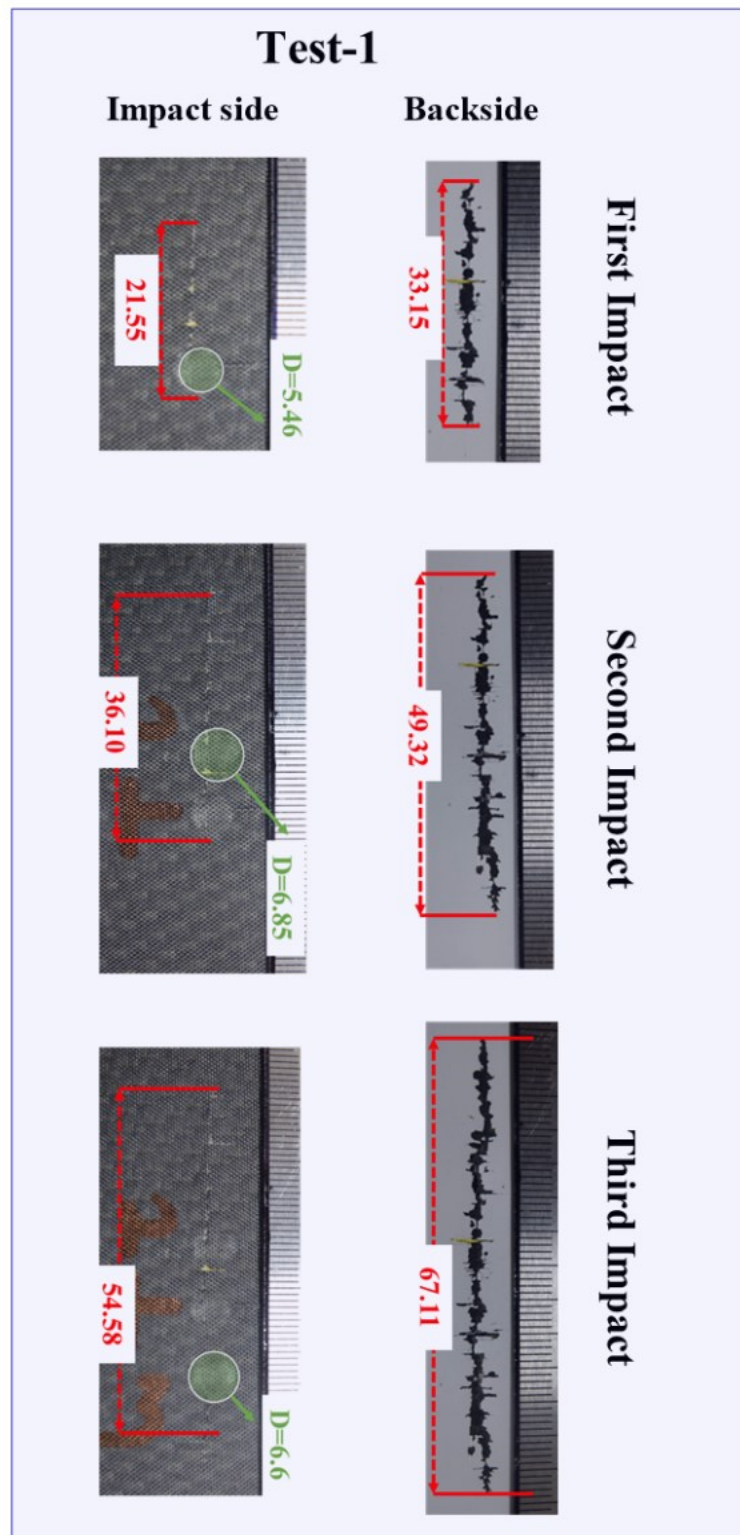 Test-1
Impact side
Backside
First Impact
21.55
D=5.46
33.15
Second Impact
36.10
D=6.85
49.32
Third Impact
54.58
D=6.6
67.11